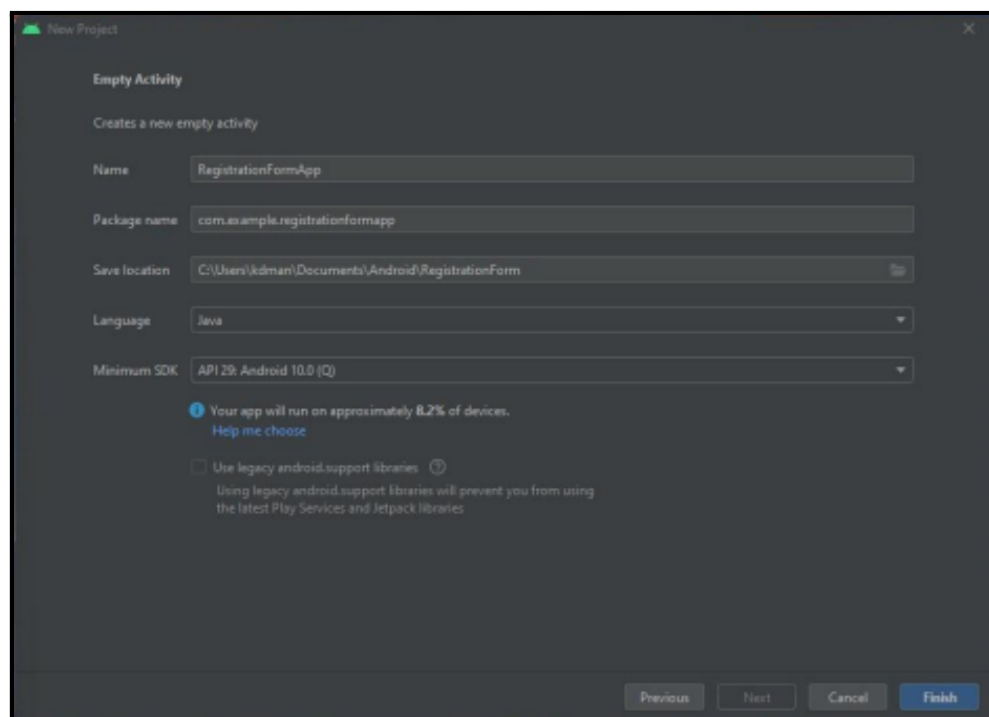 New Project
Empty Activity
Creates a new empty activity
Name RegistrationFormApp
Package name com.example.registrationformapp
Save location C:\Users\kdman\Documents\Android\RegistrationForm
Language Java
Minimum SDK API 29: Android 10.0 (Q)
Your app will run on approximately 8.2% of devices.
Help me choose
Use legacy android.support libraries
Using legacy android.support libraries will prevent you from using
the latest Play Services and Jetpack libraries
Previous Next Cancel Finish